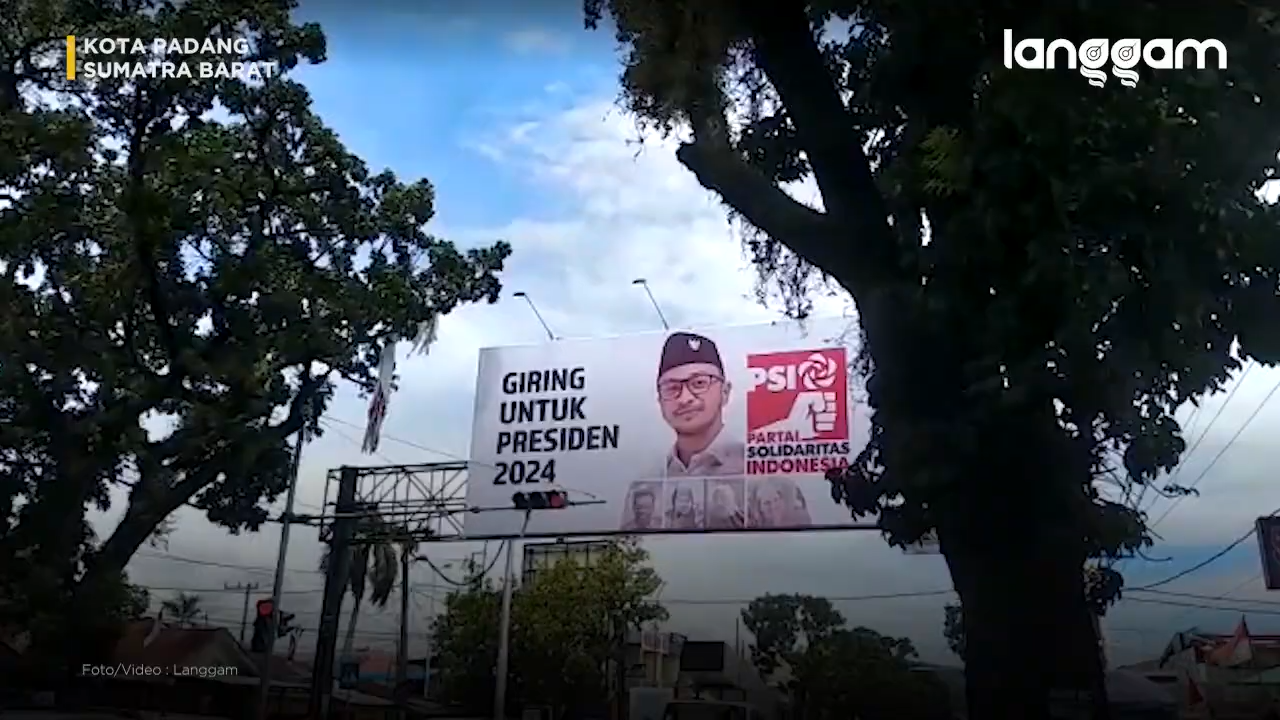 KOTA PADANG
SUMATRA BARAT
langgam
GIRING
UNTUK
PRESIDEN
2024
PSI
PARTAI
SOLIDARITAS
INDONESIA
Foto/Video : Langgam